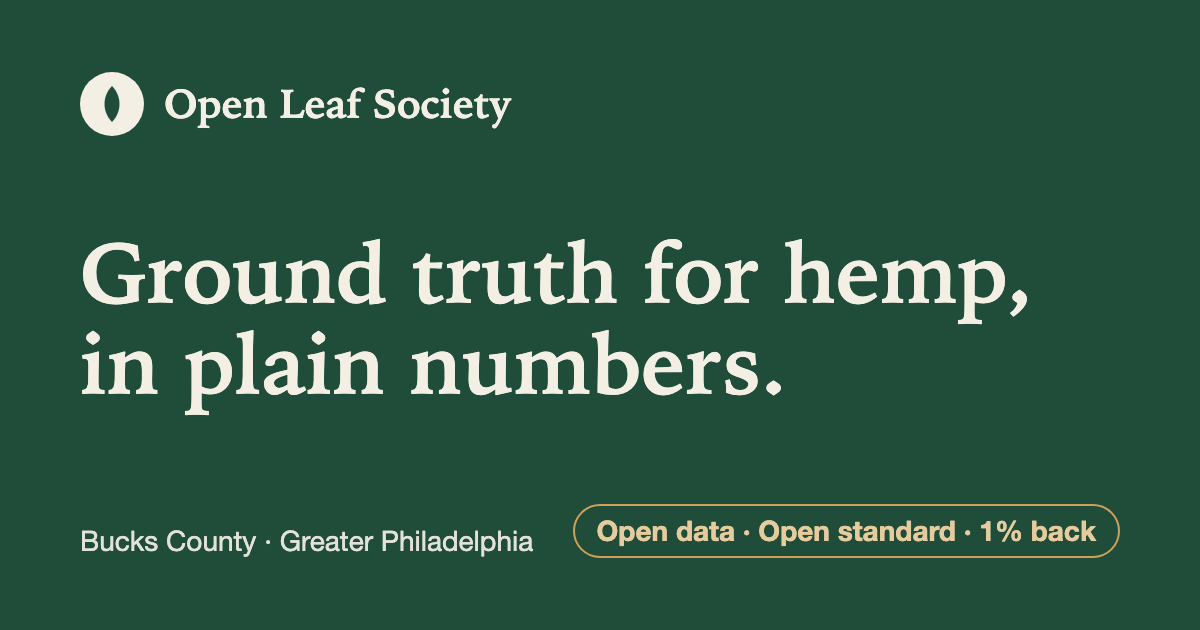 Open Leaf Society
Ground truth for hemp,
in plain numbers.
Bucks County · Greater Philadelphia
Open data · Open standard · 1% back